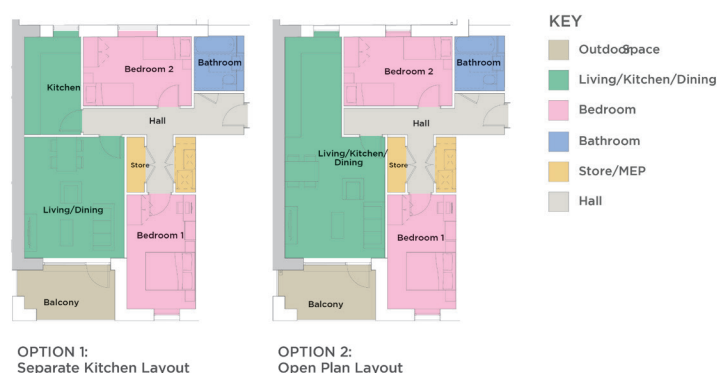 Bedroom 2
Bathroom
Kitchen
Hall
Store
Living/Dining
Bedroom 1
Balcony
OPTION 1:
Separate Kitchen Layout
Bedroom 2
Bathroom
Hall
Living/Kitchen/
Dining
Store
Bedroom 1
Balcony
OPTION 2:
Open Plan Layout
KEY
Outdoor Space
Living/Kitchen/Dining
Bedroom
Bathroom
Store/MEP
Hall